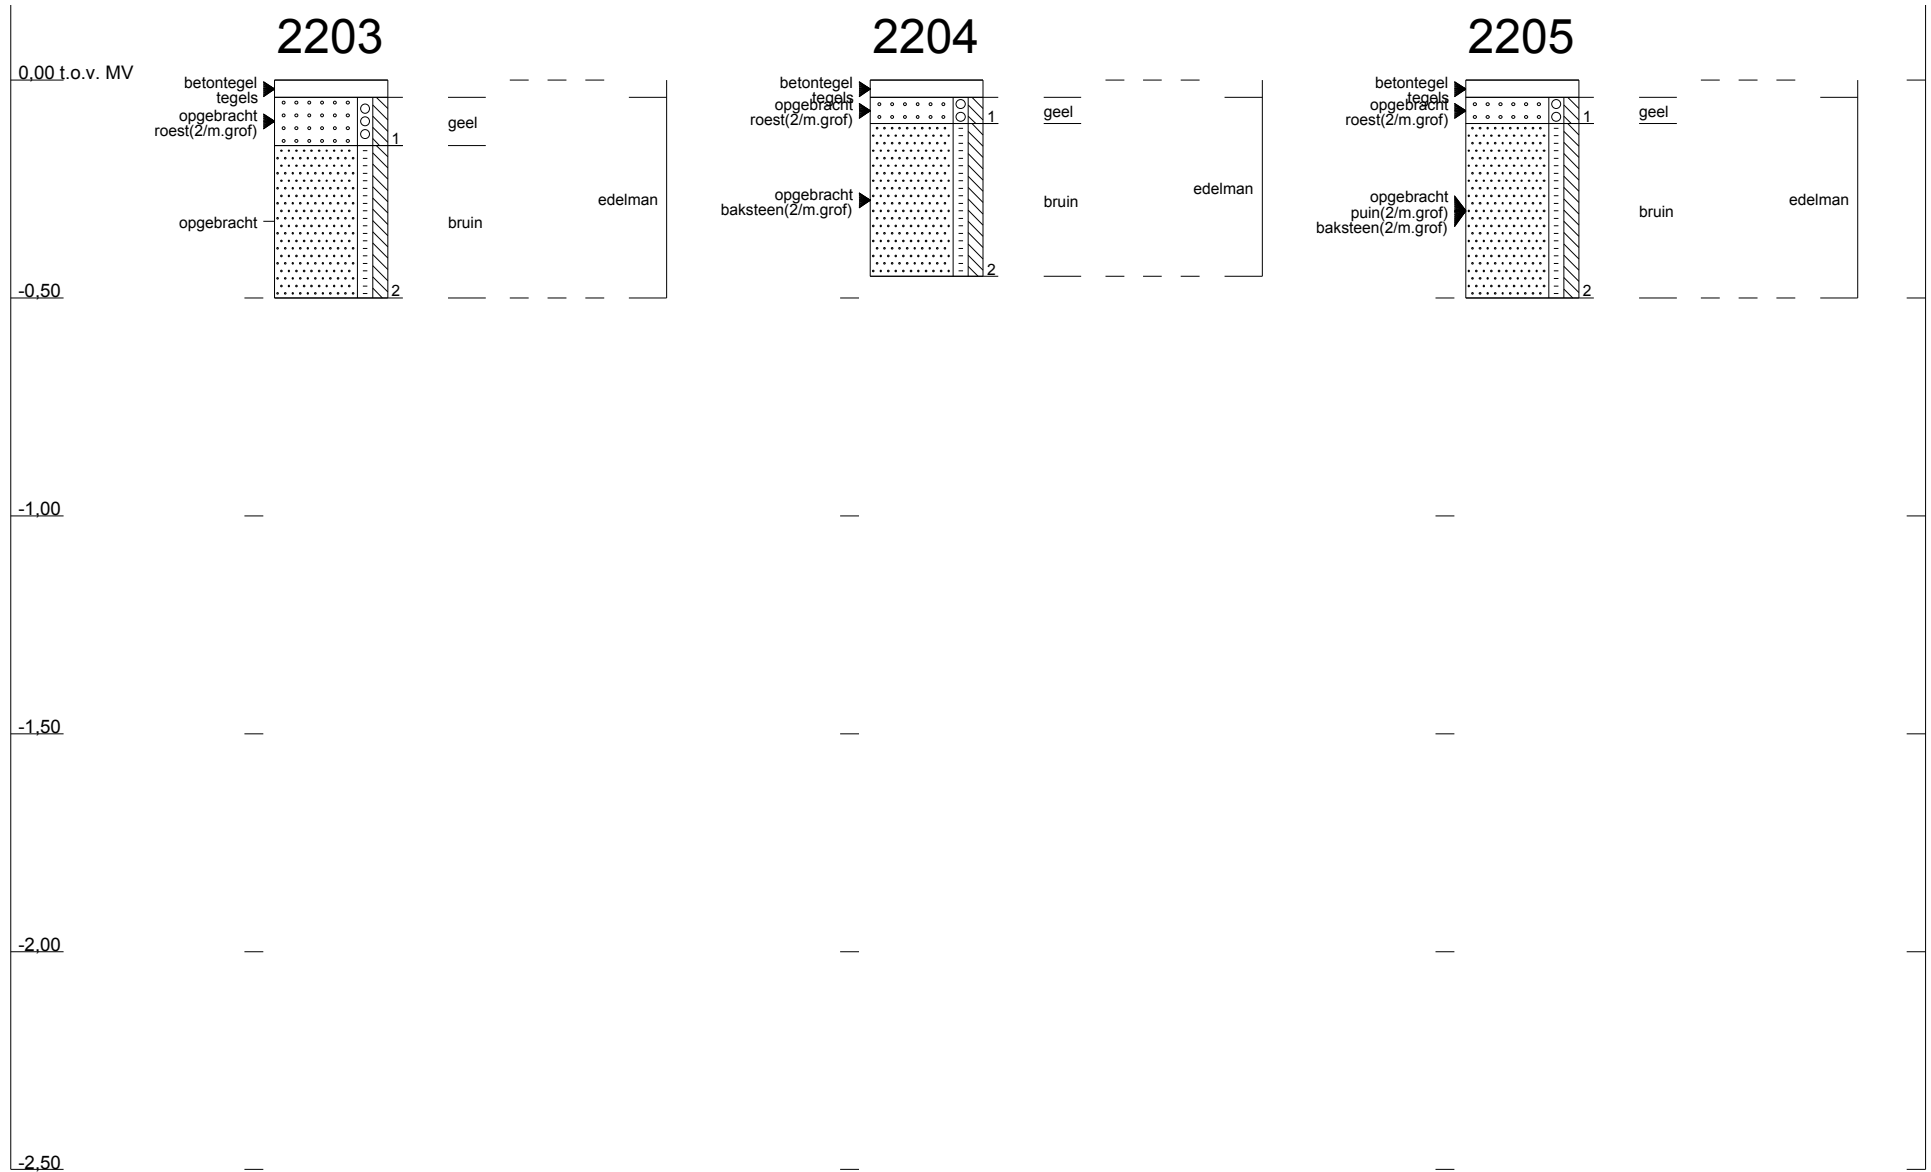 2203
2204
2205
0,00 t.o.v. MV
-0,50
-1,00
-1,50
-2,00
-2,50
betontegel
tegels
opgebracht
roest(2/m.grof)
opgebracht
1
2
geel
bruin
edelman
betontegel
tegels
opgebracht
roest(2/m.grof)
opgebracht
baksteen(2/m.grof)
1
2
geel
bruin
edelman
betontegel
tegels
opgebracht
roest(2/m.grof)
opgebracht
puin(2/m.grof)
baksteen(2/m.grof)
1
2
geel
bruin
edelman